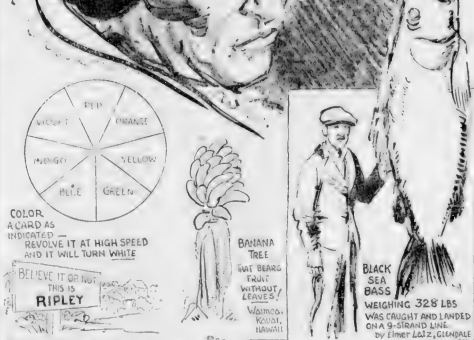 RED
ORANGE
YELLOW
GREEN
BLUE
INDIGO
VIOLET
COLOR
A CARD AS
INDICATED —
REVOLVE IT AT HIGH SPEED
AND IT WILL TURN WHITE
BELIEVE IT OR NOT
THIS IS
RIPLEY
BANANA
TREE
THAT BEARS
FRUIT
WITHOUT
LEAVES!
Waimea,
Kauai,
HAWAII
BLACK
SEA
BASS
WEIGHING 328 LBS
WAS CAUGHT AND LANDED
ON A 9-STRAND LINE
by Elmer Lotz, GLENDALE